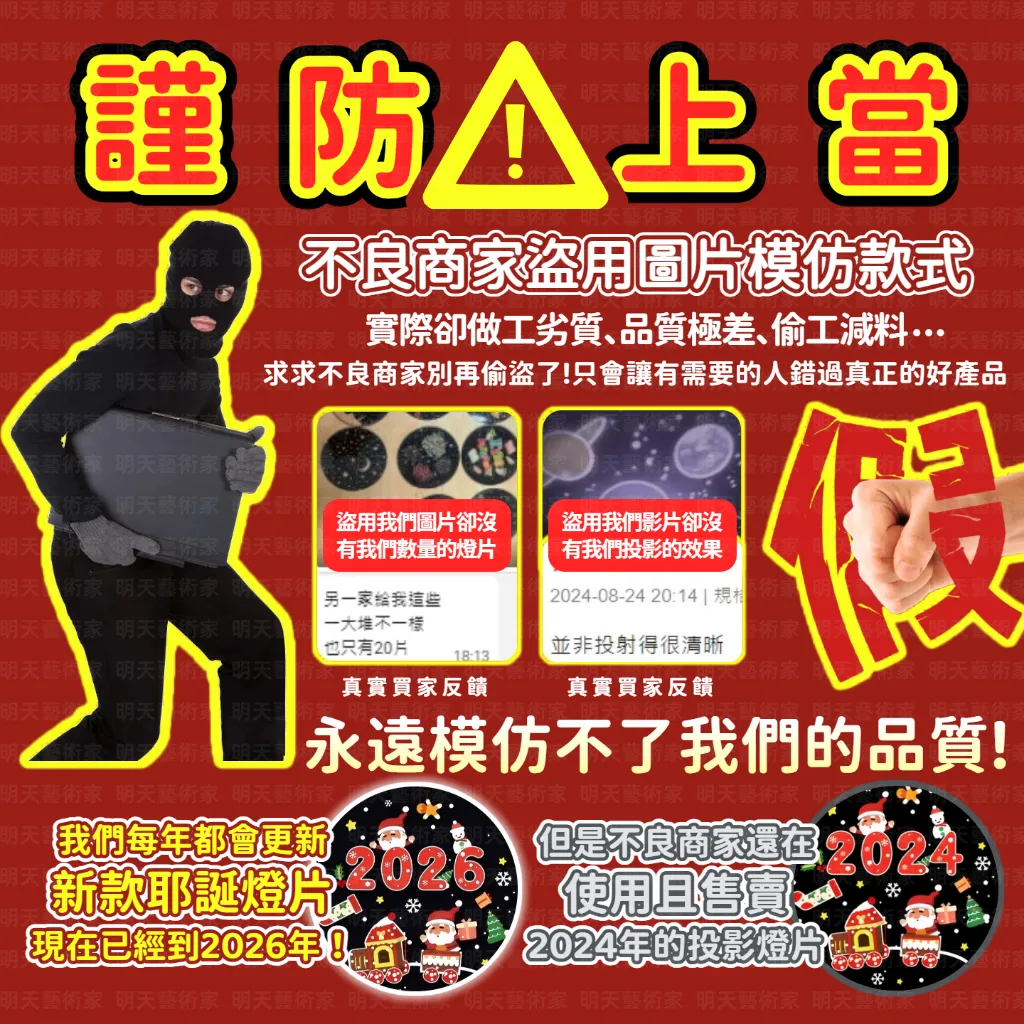 謹防!上當
不良商家盜用圖片模仿款式
實際卻做工劣質、品質極差、偷工減料…
求求不良商家別再偷盜了!只會讓有需要的人錯過真正的好產品
盜用我們圖片卻沒
有我們數量的燈片
另一家給我這些
一大堆不一樣
也只有20片
18:13
真實買家反饋
盜用我們影片卻沒
有我們投影的效果
2024-08-24 20:14 | 規格
並非投射得很清晰
真實買家反饋
假
永遠模仿不了我們的品質!
我們每年都會更新
新款耶誕燈片
現在已經到2026年!
2026
但是不良商家還在
使用且售賣
2024年的投影燈片
2024
明天藝術家